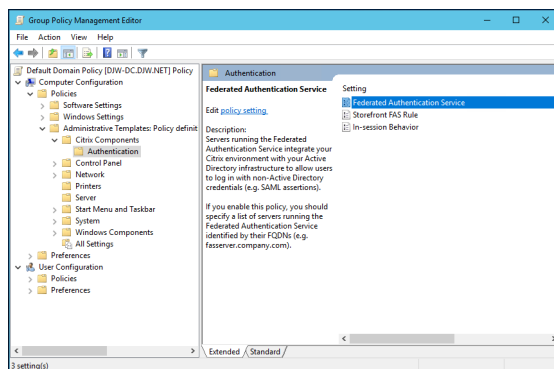 Group Policy Management Editor
File Action View Help
Default Domain Policy [DJW-DC.DJW.NET] Policy
Computer Configuration
Policies
Software Settings
Windows Settings
Administrative Templates: Policy definit
Citrix Components
Authentication
Control Panel
Network
Printers
Server
Start Menu and Taskbar
System
Windows Components
All Settings
Preferences
User Configuration
Policies
Preferences
Authentication
Federated Authentication Service
Edit policy setting.
Description:
Servers running the Federated
Authentication Service integrate your
Citrix environment with your Active
Directory infrastructure to allow users
to log in with non-Active Directory
credentials (e.g. SAML assertions).
If you enable this policy, you should
specify a list of servers running the
Federated Authentication Service
identified by their FQDNs (e.g.
fasserver.company.com).
Setting
Federated Authentication Service
Storefront FAS Rule
In-session Behavior
Extended Standard
3 setting(s)